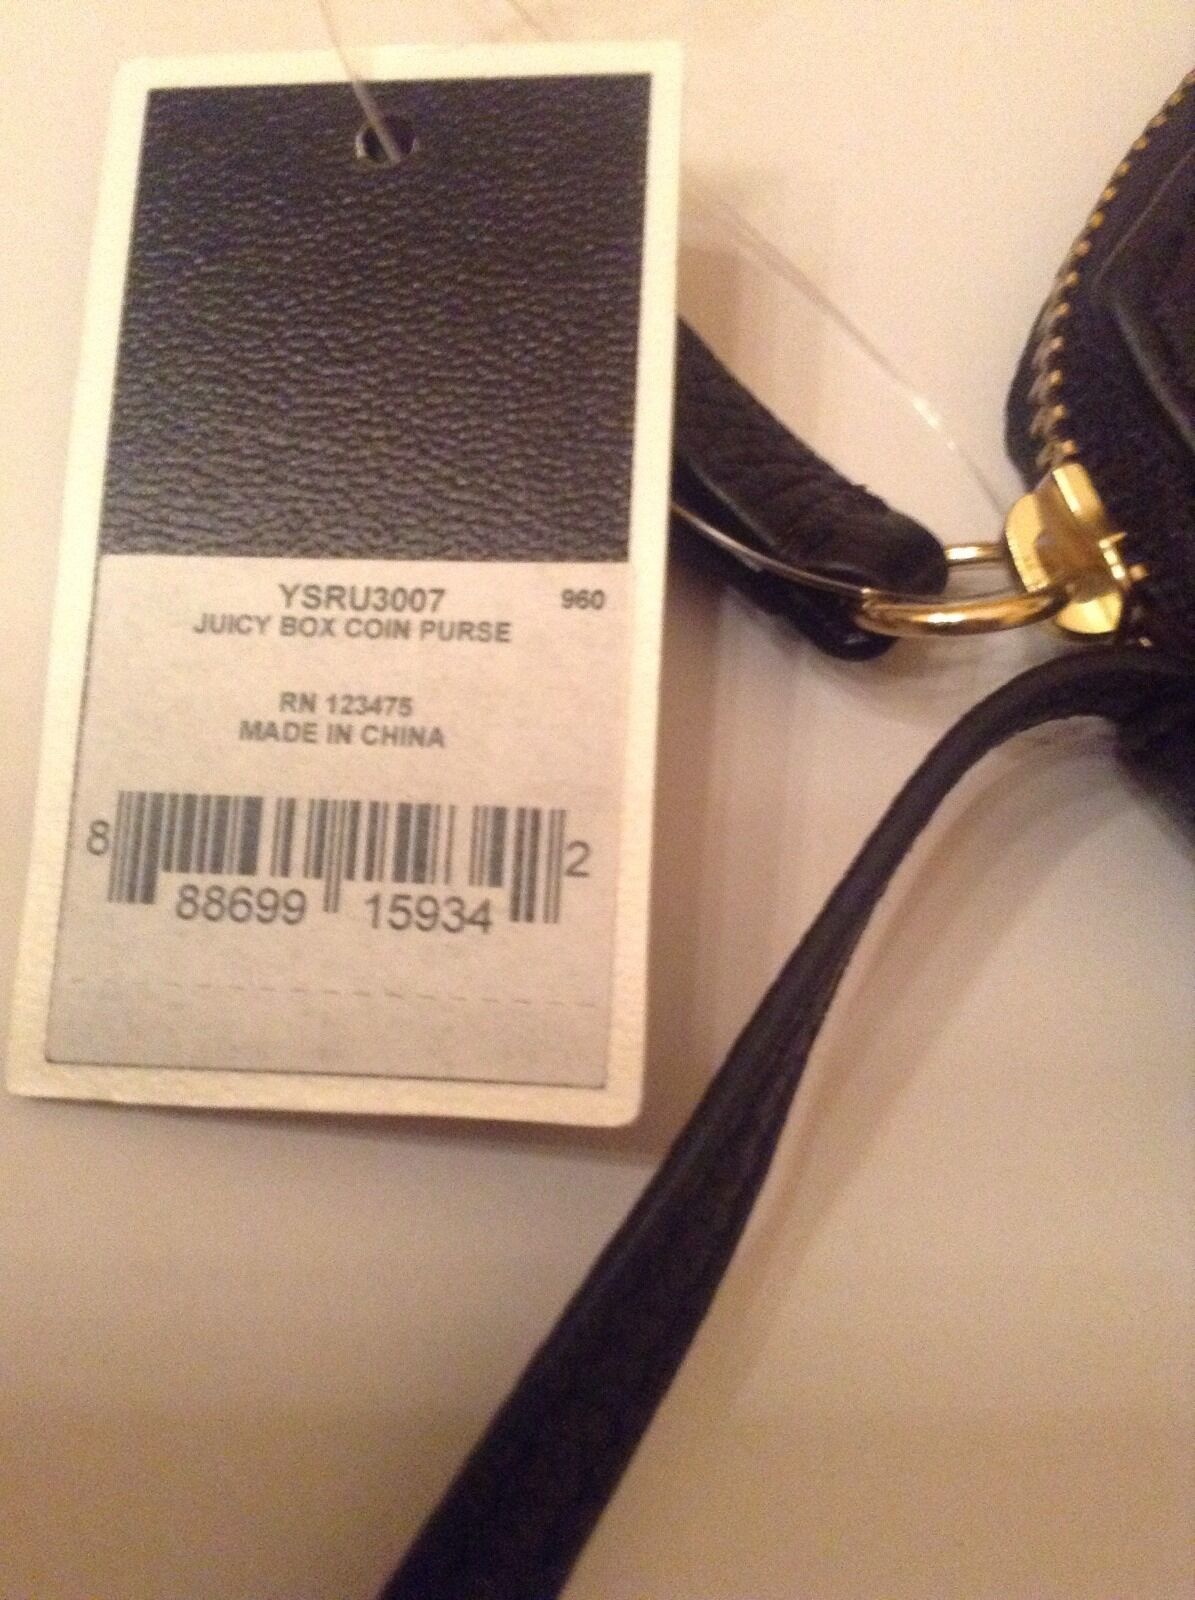 YSRU3007 960
JUICY BOX COIN PURSE
RN 123475
MADE IN CHINA
8 88699 15934 2